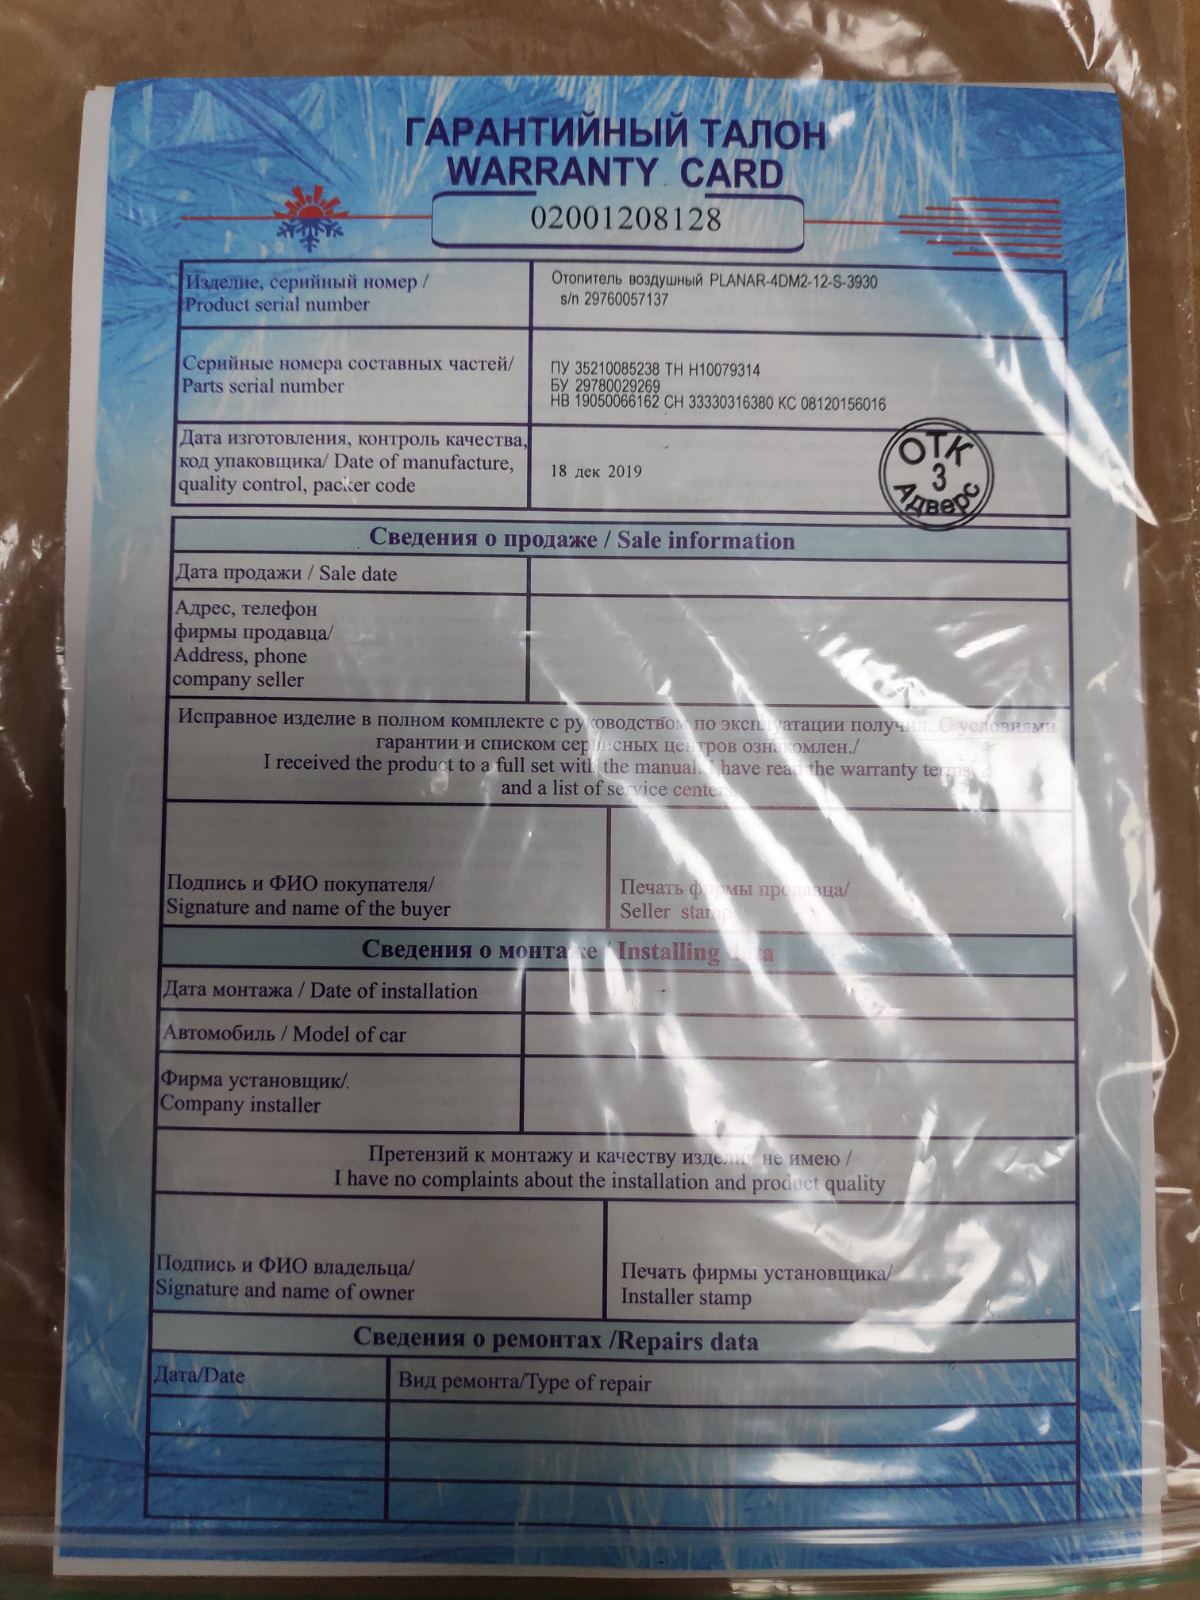 ГАРАНТИЙНЫЙ ТАЛОН
WARRANTY CARD
02001208128
Изделие, серийный номер /
Product serial number
Отопитель воздушный PLANAR-4DM2-12-S-3930
s/n 29760057137
Серийные номера составных частей/
Parts serial number
ПУ 35210085238 ТН Н10079314
БУ 29780029269
НВ 19050066162 СН 33330316380 КС 08120156016
Дата изготовления, контроль качества,
код упаковщика/ Date of manufacture,
quality control, packer code
18 дек 2019
ОТК
3
Адверс
Сведения о продаже / Sale information
Дата продажи / Sale date
Адрес, телефон
фирмы продавца/
Address, phone
company seller
Исправное изделие в полном комплекте с руководством по эксплуатации получил. С условиями
гарантии и списком сервисных центров ознакомлен./
I received the product to a full set with the manual. I have read the warranty terms
and a list of service centers.
Подпись и ФИО покупателя/
Signature and name of the buyer
Печать фирмы продавца/
Seller stamp
Сведения о монтаже / Installing data
Дата монтажа / Date of installation
Автомобиль / Model of car
Фирма установщик/
Company installer
Претензий к монтажу и качеству изделия не имею /
I have no complaints about the installation and product quality
Подпись и ФИО владельца/
Signature and name of owner
Печать фирмы установщика/
Installer stamp
Сведения о ремонтах /Repairs data
Дата/Date
Вид ремонта/Type of repair